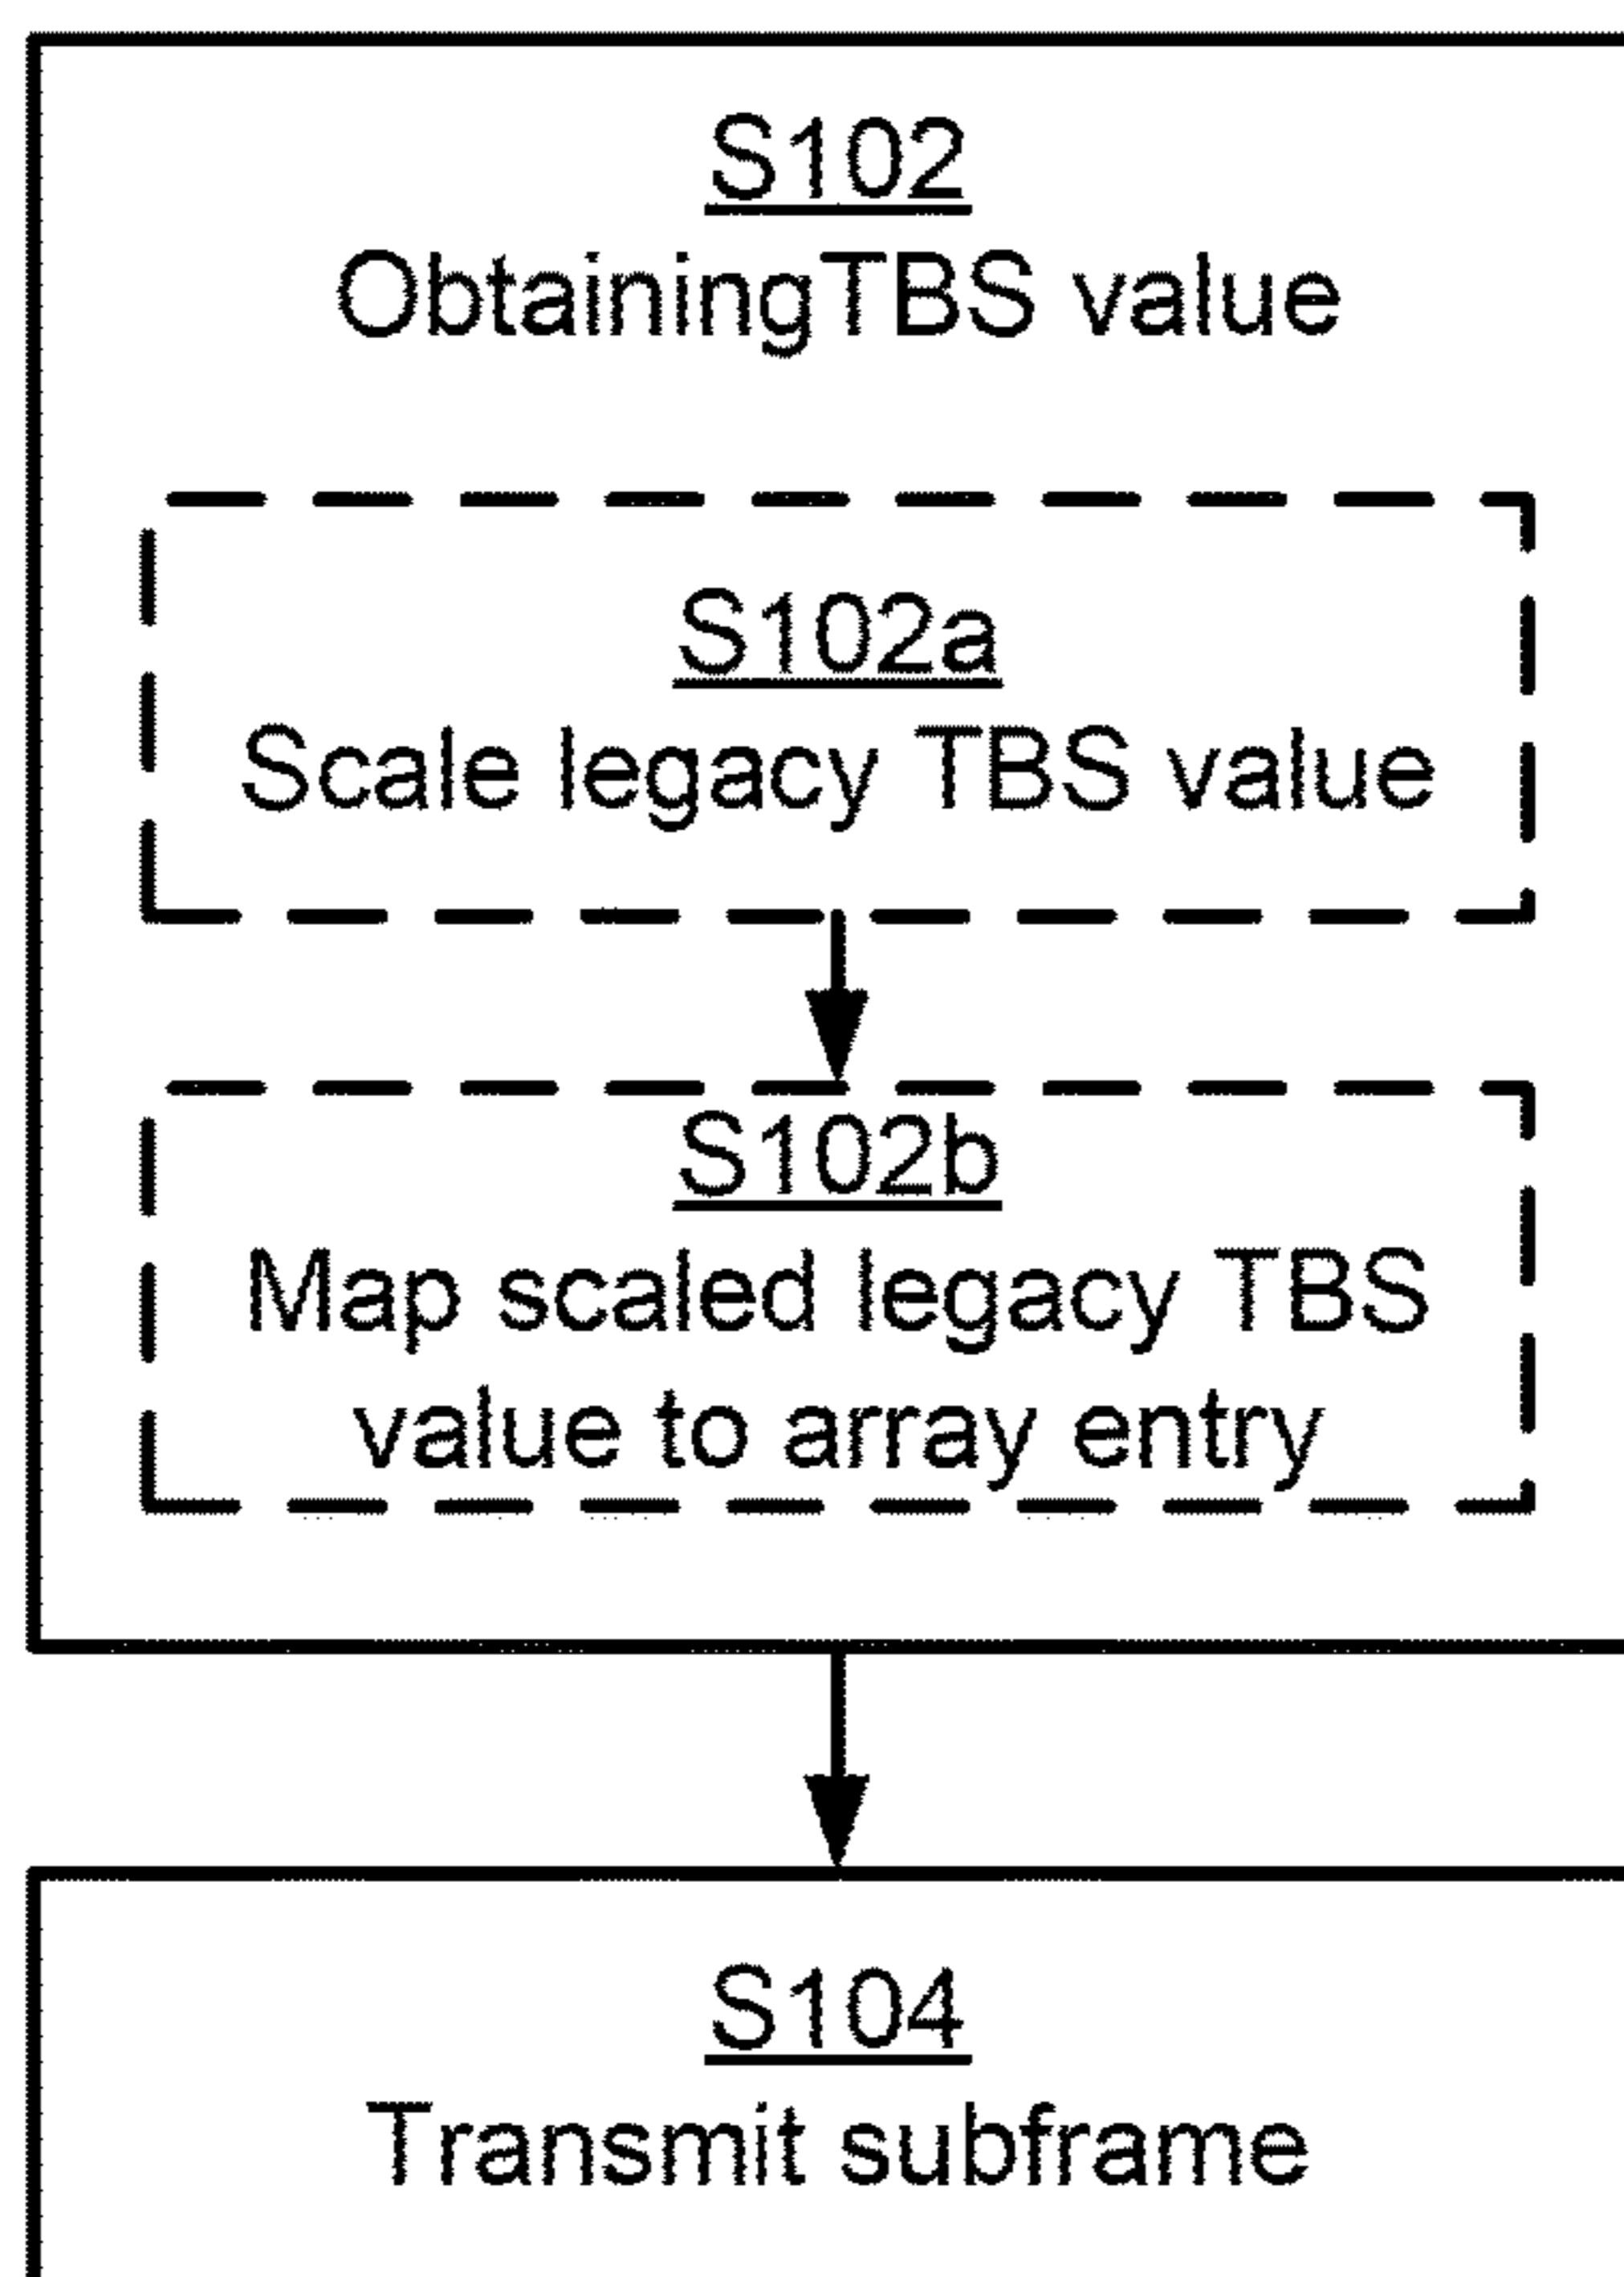 S102
ObtainingTBS value
S102a
Scale legacy TBS value
S102b
Map scaled legacy TBS
value to array entry
S104
Transmit subframe